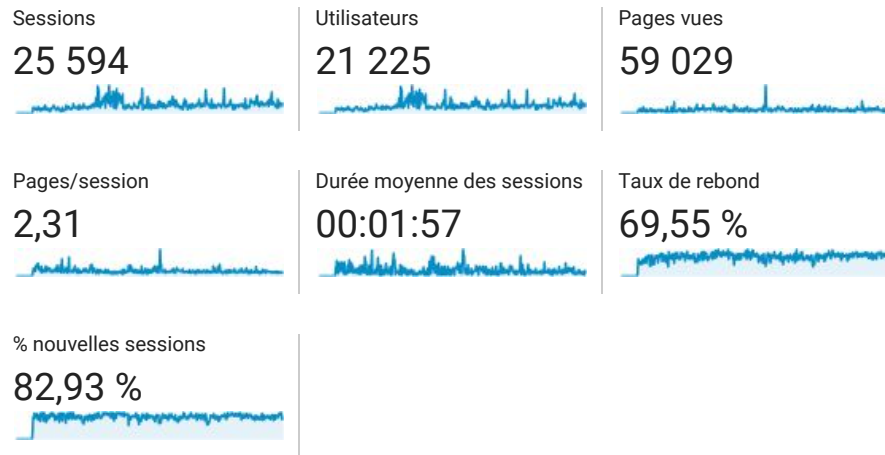 Sessions
25 594
Utilisateurs
21 225
Pages vues
59 029
Pages/session
2,31
Durée moyenne des sessions
00:01:57
Taux de rebond
69,55 %
% nouvelles sessions
82,93 %